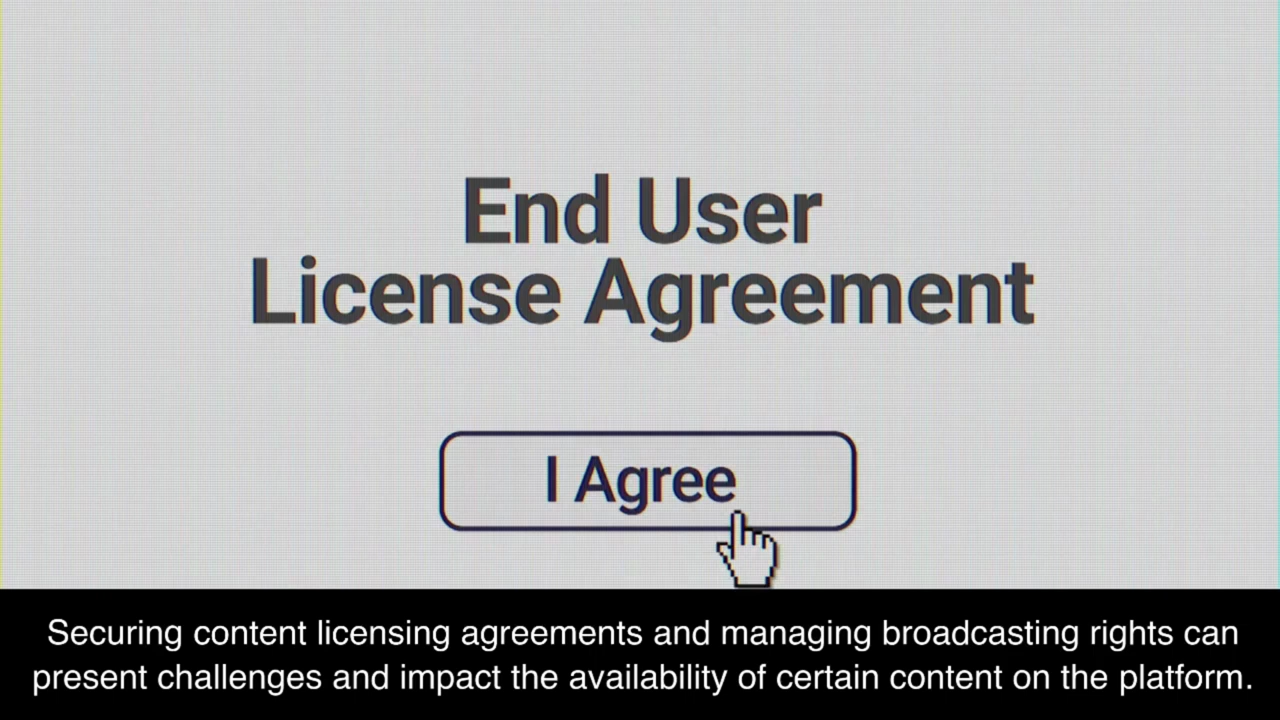 End User
License Agreement
I Agree
Securing content licensing agreements and managing broadcasting rights can
present challenges and impact the availability of certain content on the platform.